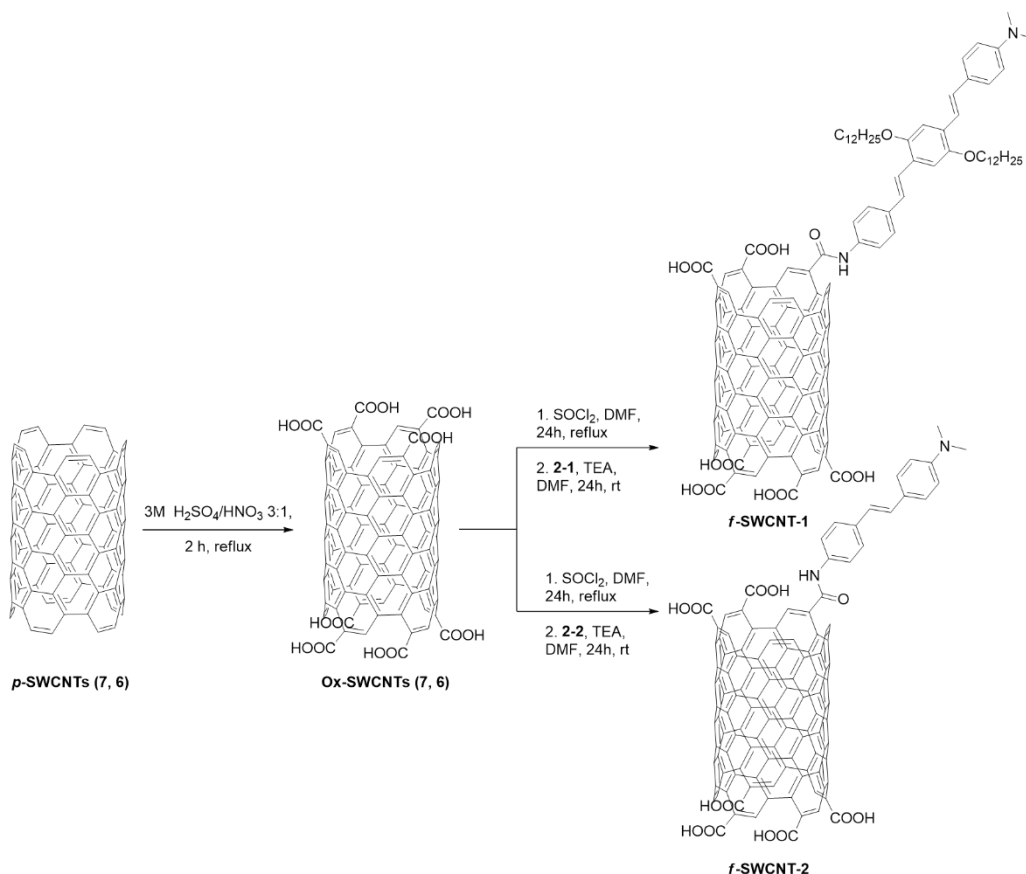 N
C12H25O
OC12H25
O
N
H
COOH
HOOC
HOOC
HOOC
HOOC
COOH
f-SWCNT-1
1. SOCl2, DMF,
24h, reflux
2. 2-1, TEA,
DMF, 24h, rt
COOH
COOH
HOOC
COOH
3M H2SO4/HNO3 3:1,
2 h, reflux
HOOC
HOOC
HOOC
COOH
p-SWCNTs (7, 6)
Ox-SWCNTs (7, 6)
1. SOCl2, DMF,
24h, reflux
2. 2-2, TEA,
DMF, 24h, rt
N
HN
O
COOH
HOOC
HOOC
HOOC
HOOC
COOH
f-SWCNT-2